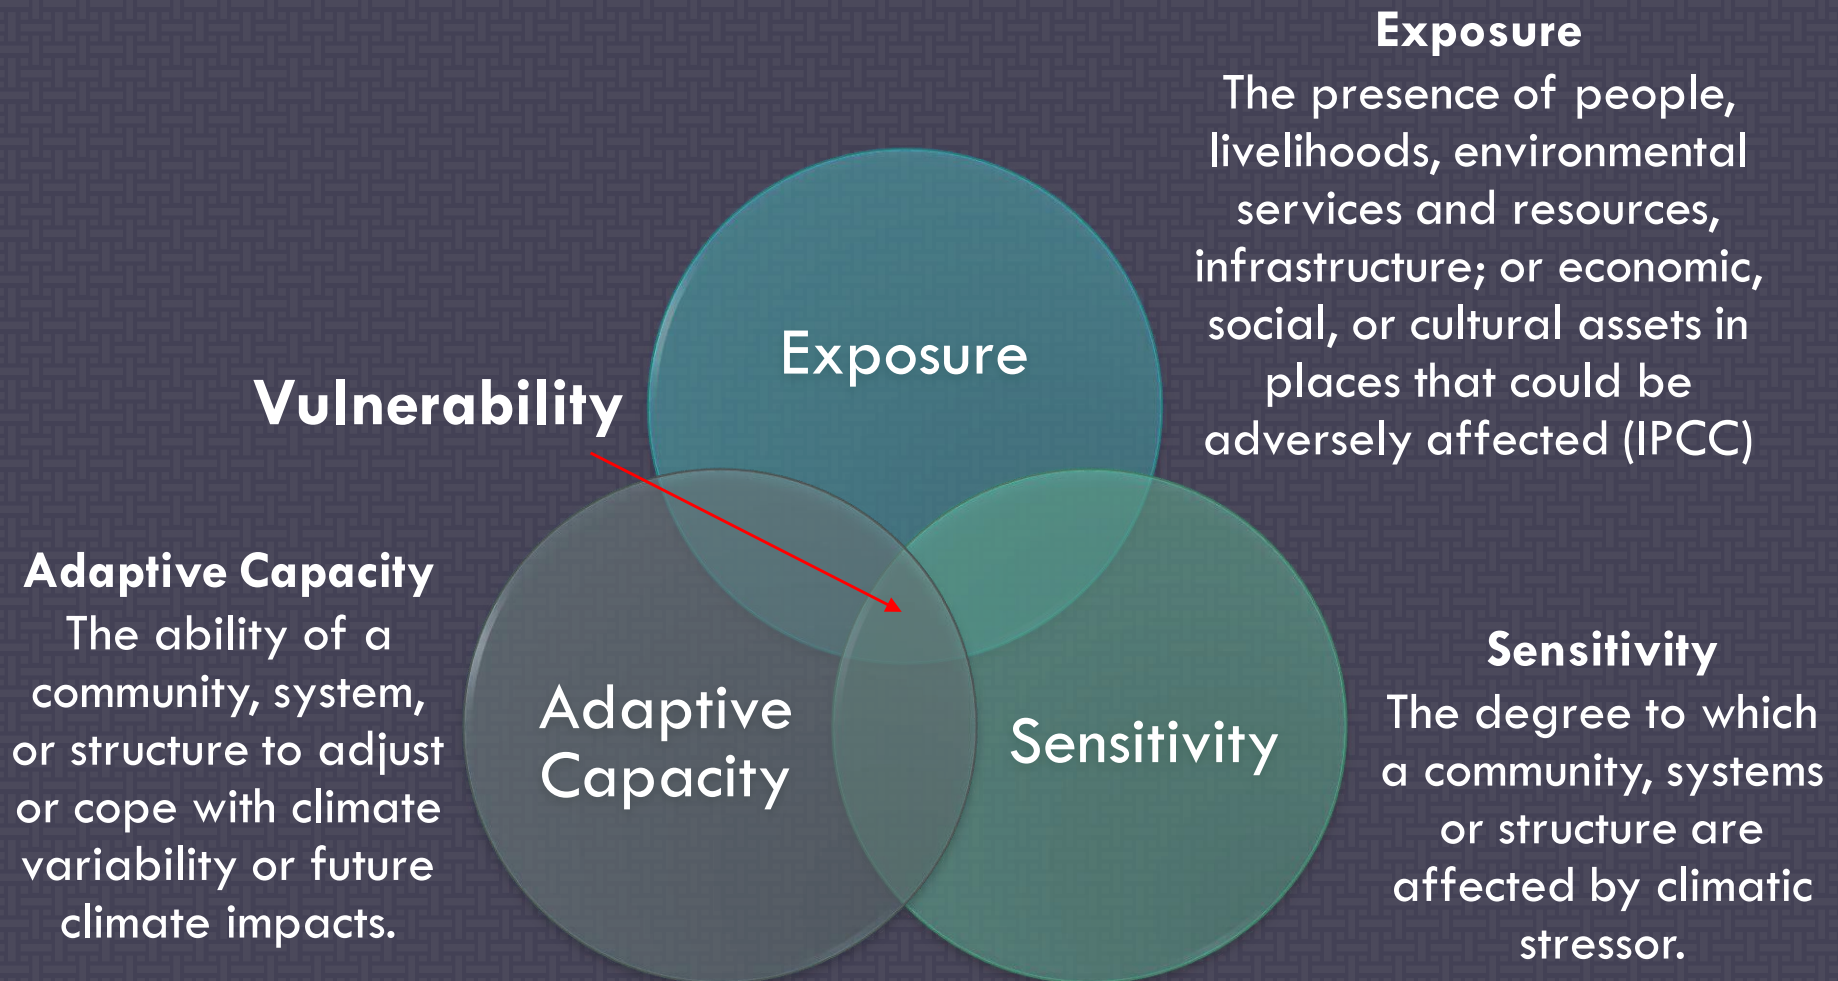 Exposure
The presence of people,
livelihoods, environmental
services and resources,
infrastructure; or economic,
social, or cultural assets in
places that could be
adversely affected (IPCC)
Exposure
Vulnerability
Adaptive Capacity
The ability of a
community, system,
or structure to adjust
or cope with climate
variability or future
climate impacts.
Adaptive
Capacity
Sensitivity
Sensitivity
The degree to which
a community, systems
or structure are
affected by climatic
stressor.